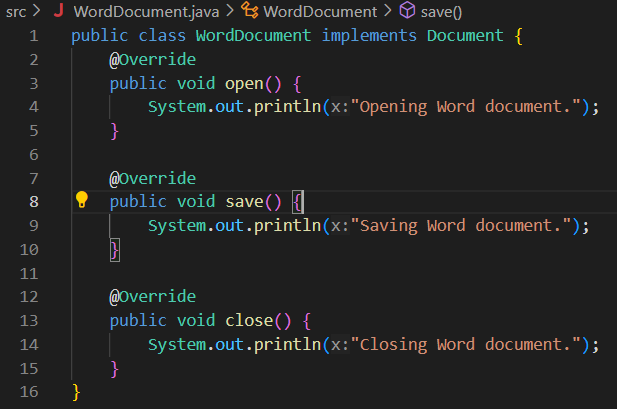 src > J WordDocument.java > WordDocument > save()
1 public class WordDocument implements Document {
2 @Override
3 public void open() {
4 System.out.println(x:"Opening Word document.");
5 }
6
7 @Override
8 public void save() {
9 System.out.println(x:"Saving Word document.");
10 }
11
12 @Override
13 public void close() {
14 System.out.println(x:"Closing Word document.");
15 }
16 }